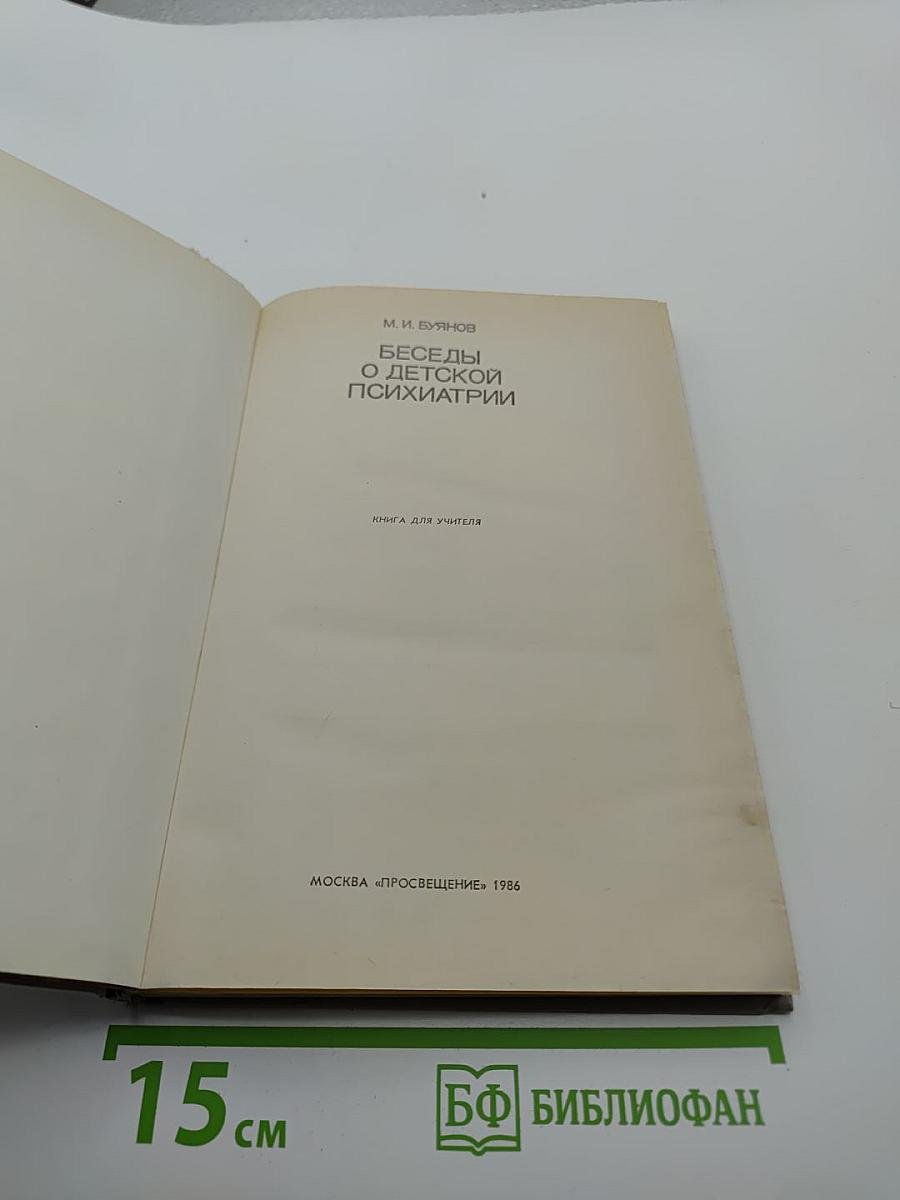 М. И. БУЯНОВ
БЕСЕДЫ
О ДЕТСКОЙ
ПСИХИАТРИИ
КНИГА ДЛЯ УЧИТЕЛЯ
МОСКВА «ПРОСВЕЩЕНИЕ» 1986
15 см
БФ БИБЛИОФАН